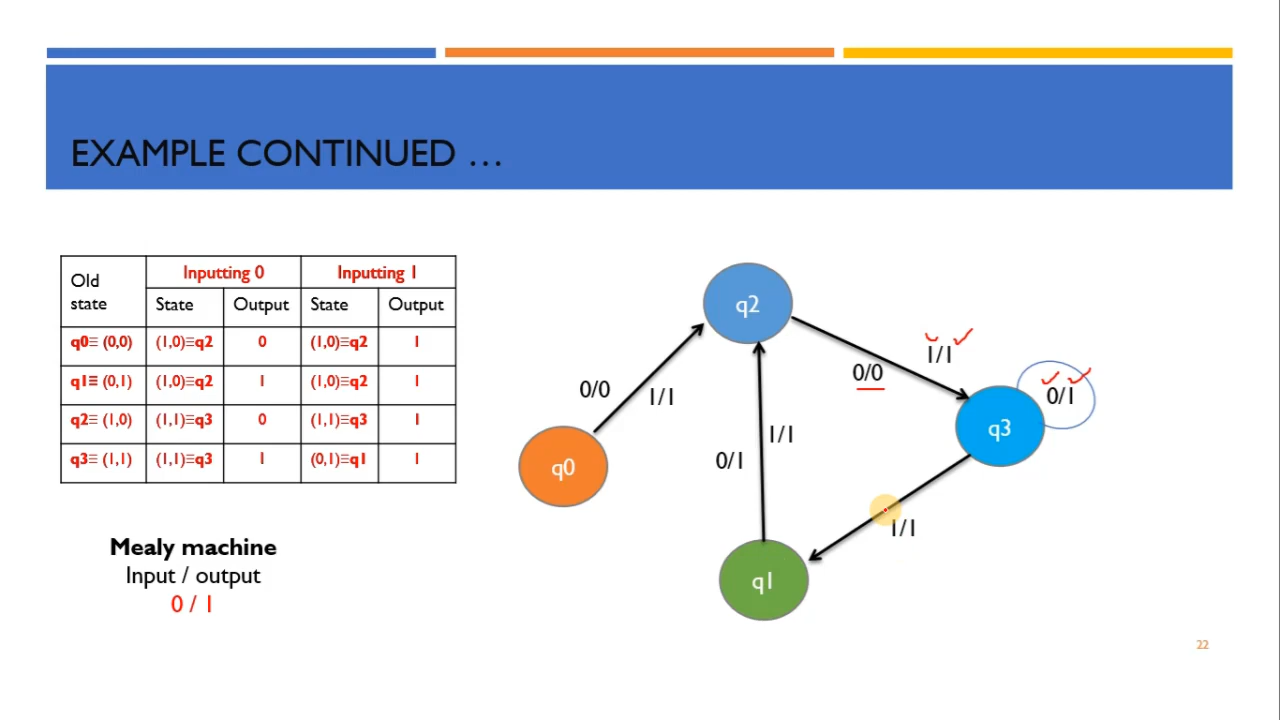 EXAMPLE CONTINUED ...
Old state
Inputting 0
Inputting 1
State
Output
State
Output
q0≡ (0,0)
(1,0)≡q2
0
(1,0)≡q2
1
q1≡ (0,1)
(1,0)≡q2
1
(1,0)≡q2
1
q2≡ (1,0)
(1,1)≡q3
0
(1,1)≡q3
1
q3≡ (1,1)
(1,1)≡q3
1
(0,1)≡q1
1
Mealy machine
Input / output
0 / 1
q2
1/1
0/0
0/1
0/0
1/1
q3
1/1
0/1
q0
1/1
q1
22